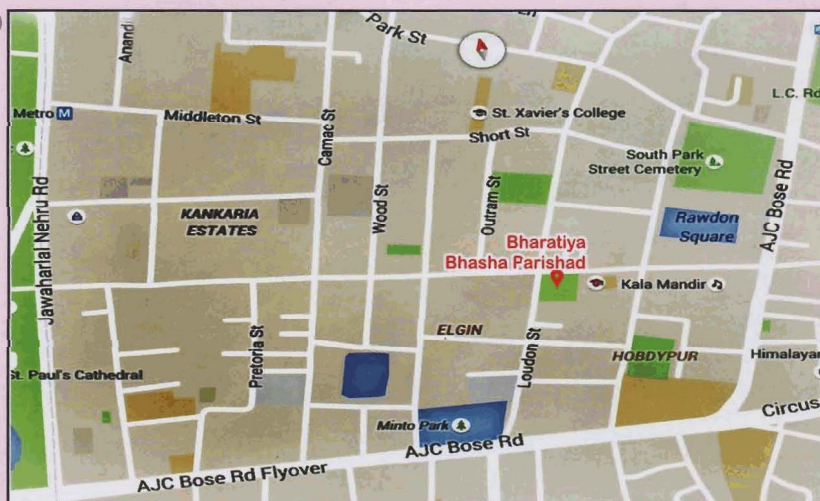 Park St
Anand
Metro M
Middleton St
Camac St
St. Xavier's College
Short St
L.C. Rd
South Park
Street Cemetery
Jawaharlal Nehru Rd
KANKARIA
ESTATES
Wood St
Outram St
Rawdon
Square
AJC Bose Rd
Bharatiya
Bhasha Parishad
Kala Mandir
Pretoria St
ELGIN
Loudon St
HOBDYPUR
Himalayan
St. Paul's Cathedral
Minto Park
Circus
AJC Bose Rd
AJC Bose Rd Flyover